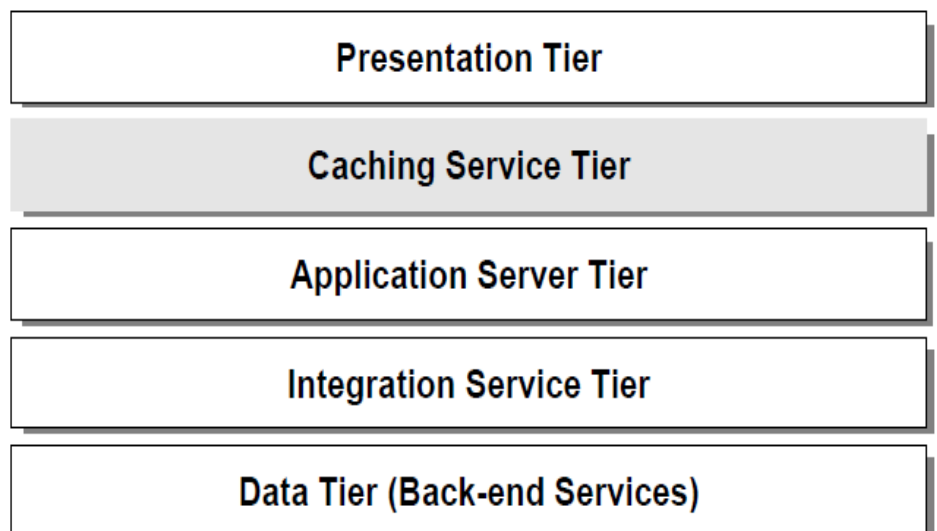 Presentation Tier
Caching Service Tier
Application Server Tier
Integration Service Tier
Data Tier (Back-end Services)